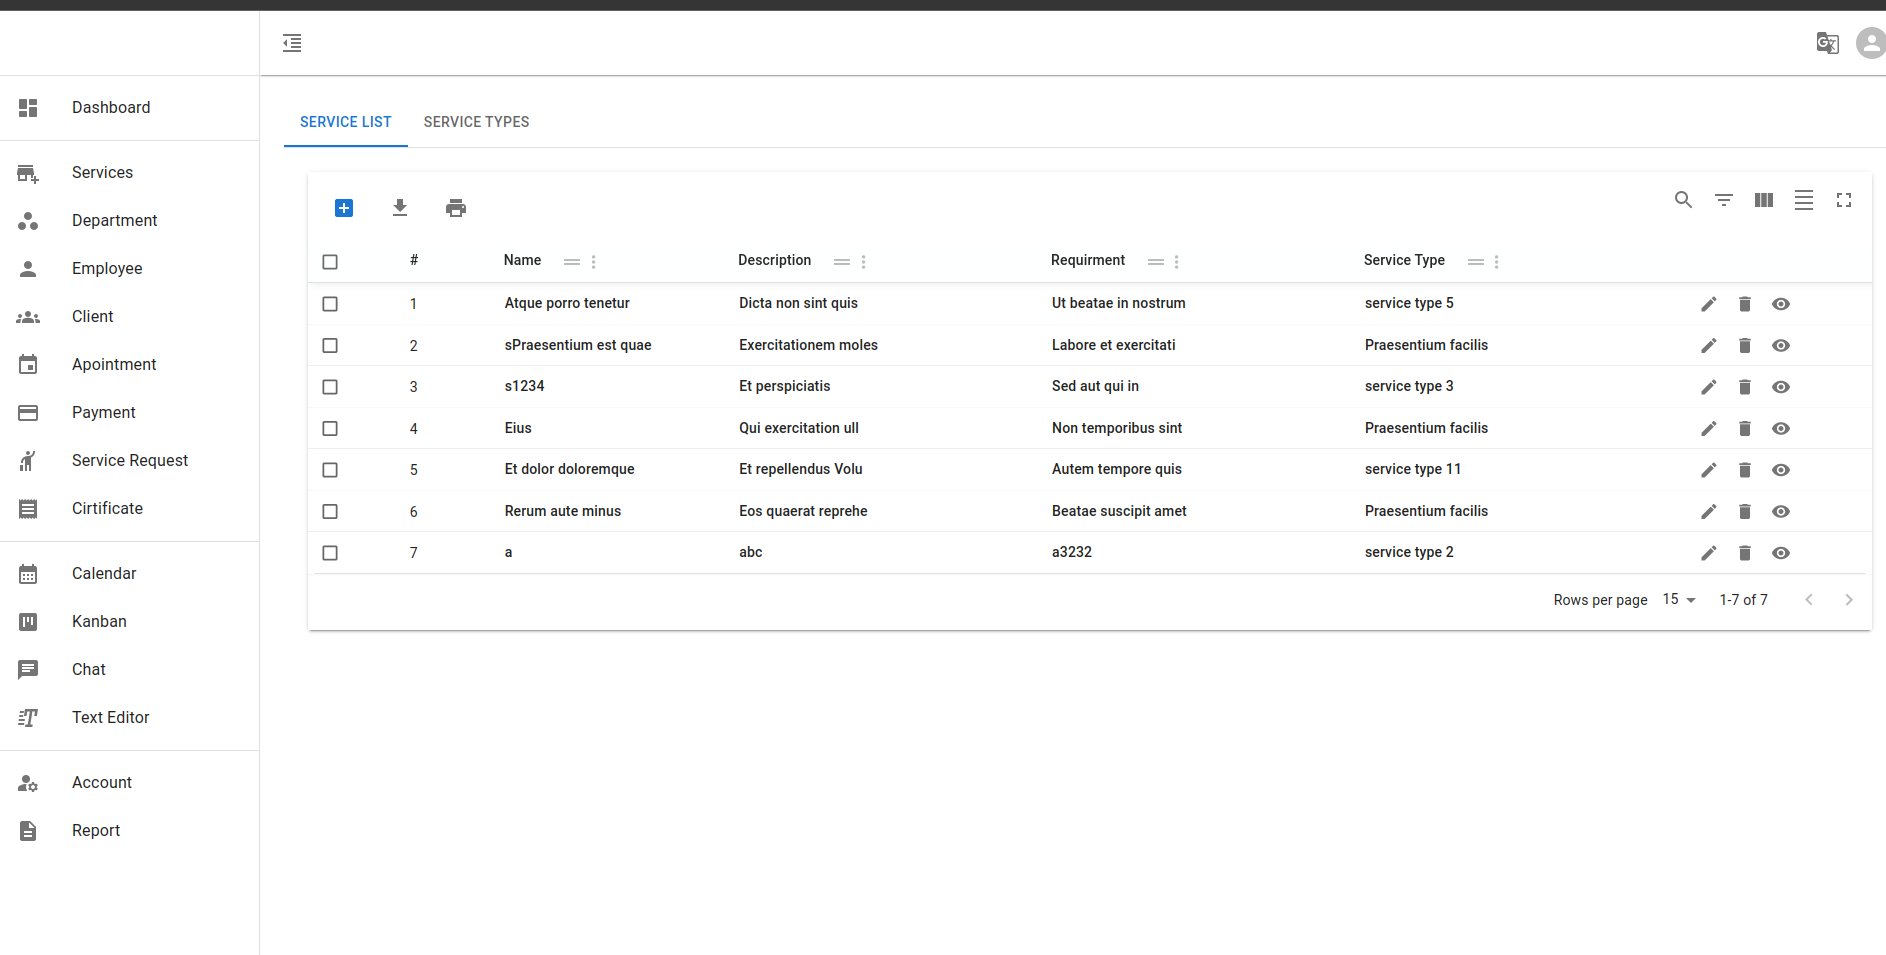 Dashboard
Services
Department
Employee
Client
Apointment
Payment
Service Request
Cirtificate
Calendar
Kanban
Chat
Text Editor
Account
Report
SERVICE LIST SERVICE TYPES
# Name Description Requirment Service Type
1 Atque porro tenetur Dicta non sint quis Ut beatae in nostrum service type 5
2 sPraesentium est quae Exercitationem moles Labore et exercitati Praesentium facilis
3 s1234 Et perspiciatis Sed aut qui in service type 3
4 Eius Qui exercitation ull Non temporibus sint Praesentium facilis
5 Et dolor doloremque Et repellendus Volu Autem tempore quis service type 11
6 Rerum aute minus Eos quaerat reprehe Beatae suscipit amet Praesentium facilis
7 a abc a3232 service type 2
Rows per page 15 1-7 of 7